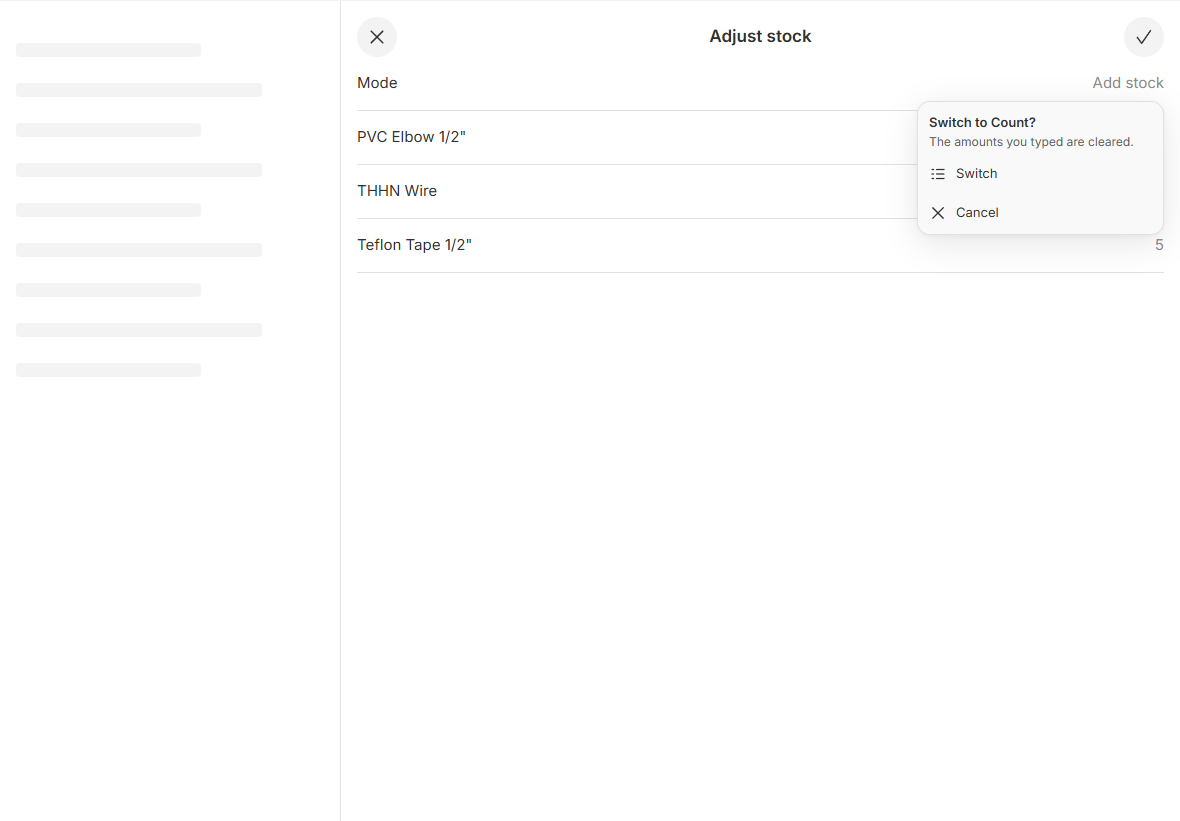 Adjust stock
Mode
Add stock
Switch to Count?
The amounts you typed are cleared.
PVC Elbow 1/2"
Switch
THHN Wire
Cancel
Teflon Tape 1/2"
5